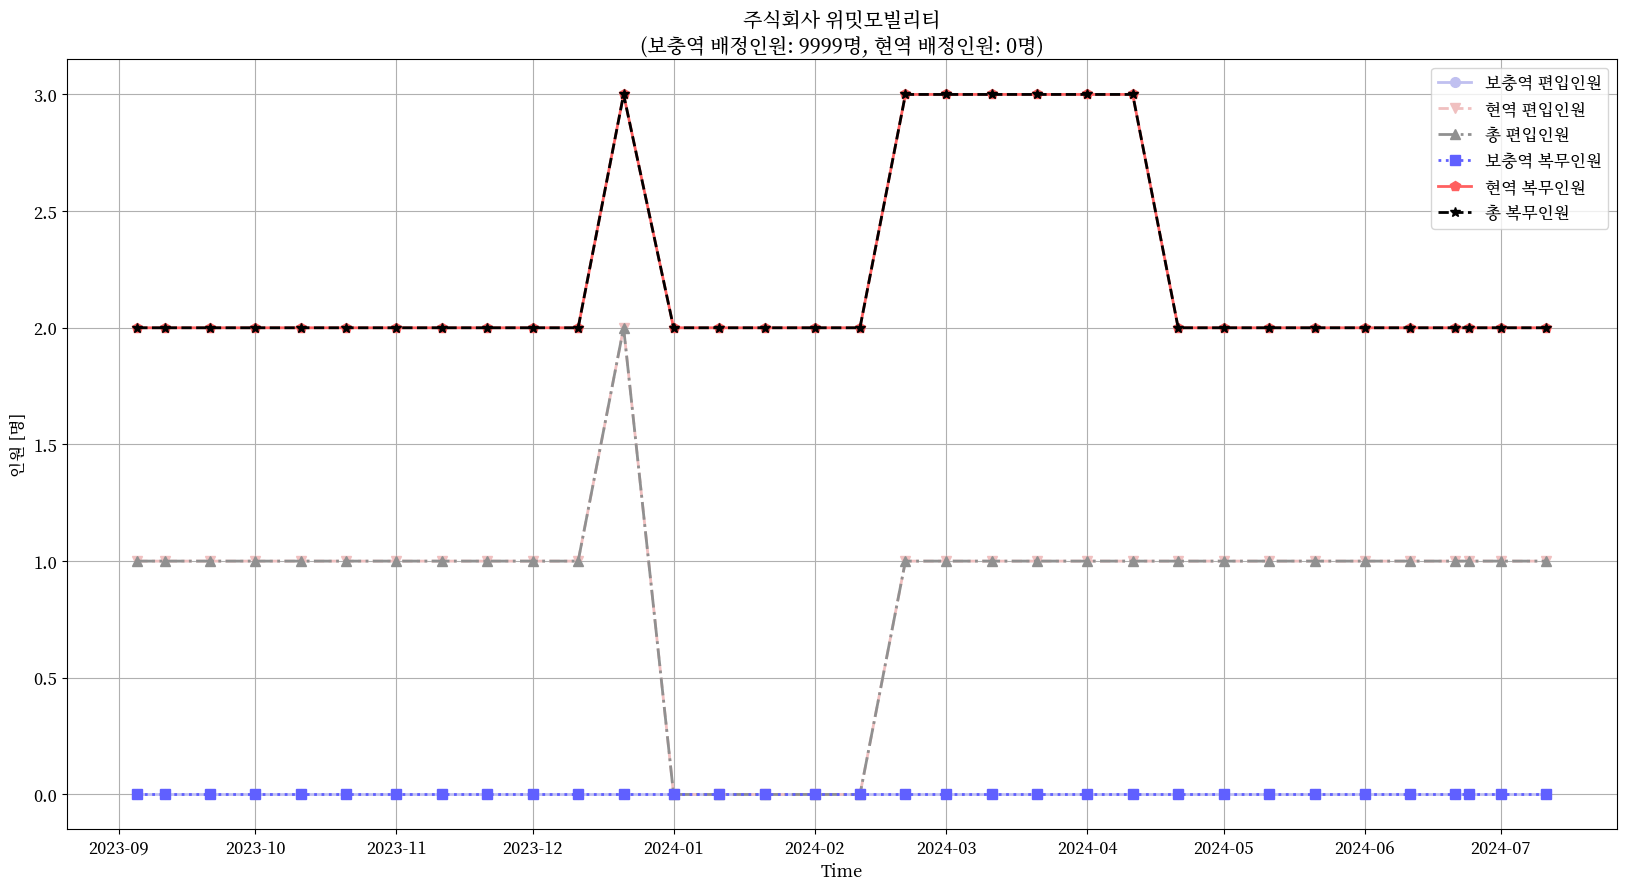 주식회사 위밋모빌리티
(보충역 배정인원: 9999명, 현역 배정인원: 0명)
보충역 편입인원
현역 편입인원
총 편입인원
보충역 복무인원
현역 복무인원
총 복무인원
인원 [명]
3.0
2.5
2.0
1.5
1.0
0.5
0.0
2023-09 2023-10 2023-11 2023-12 2024-01 2024-02 2024-03 2024-04 2024-05 2024-06 2024-07
Time